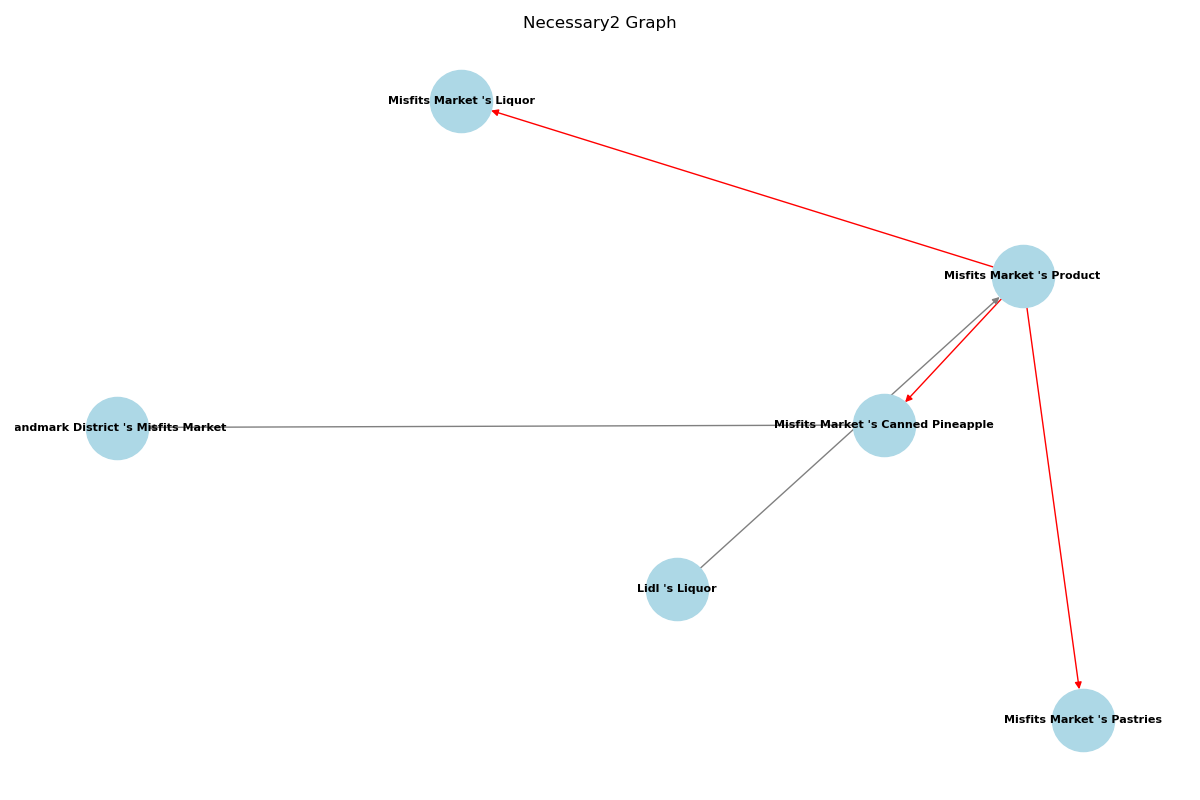 Necessary2 Graph
Misfits Market 's Liquor
Misfits Market 's Product
andmark District 's Misfits Market
Misfits Market 's Canned Pineapple
Lidl 's Liquor
Misfits Market 's Pastries